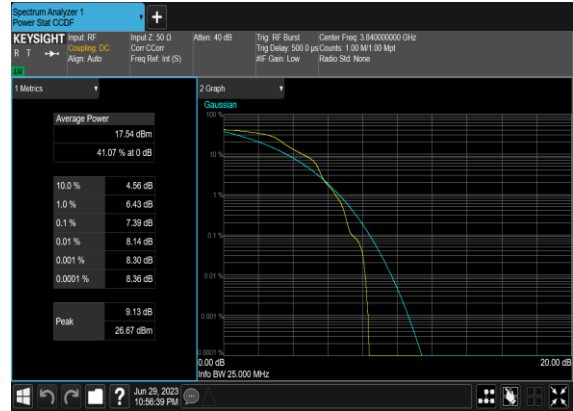 Spectrum Analyzer 1
Power Stat CCDF
+
KEYSIGHT
R T
LXI
Input: RF
Coupling: DC
Align: Auto
Input Z: 50 Ω
Corr CCorr
Freq Ref: Int (S)
Atten: 40 dB
Trig: RF Burst
Trig Delay: 500.0 µs
#IF Gain: Low
Center Freq: 3.840000000 GHz
Counts: 1.00 M/1.00 Mpt
Radio Std: None
1 Metrics
Average Power
17.54 dBm
41.07 % at 0 dB
10.0 % 4.56 dB
1.0 % 6.43 dB
0.1 % 7.39 dB
0.01 % 8.14 dB
0.001 % 8.30 dB
0.0001 % 8.36 dB
Peak
9.13 dB
26.67 dBm
2 Graph
Gaussian
100 %
10 %
1 %
0.1 %
0.01 %
0.001 %
0.0001 %
0.00 dB
20.00 dB
Info BW 25.000 MHz
?
Jun 29, 2023
10:56:39 PM